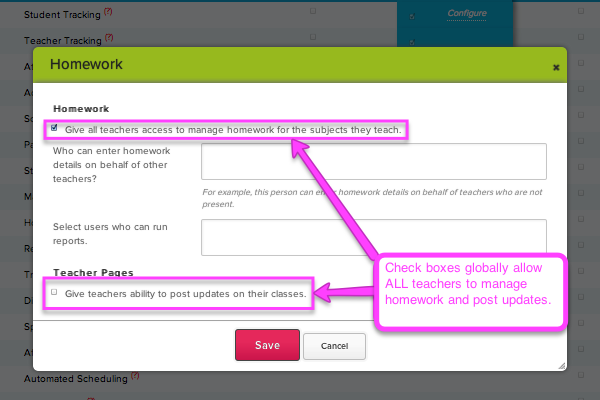 Student Tracking (?)
Configure
Teacher Tracking (?)
Homework
Homework
Give all teachers access to manage homework for the subjects they teach.
Who can enter homework
details on behalf of other
teachers?
For example, this person can enter homework details on behalf of teachers who are not
present.
Select users who can run
reports.
Teacher Pages
Give teachers ability to post updates on their classes.
Check boxes globally allow
ALL teachers to manage
homework and post updates.
Save
Cancel
Automated Scheduling (?)